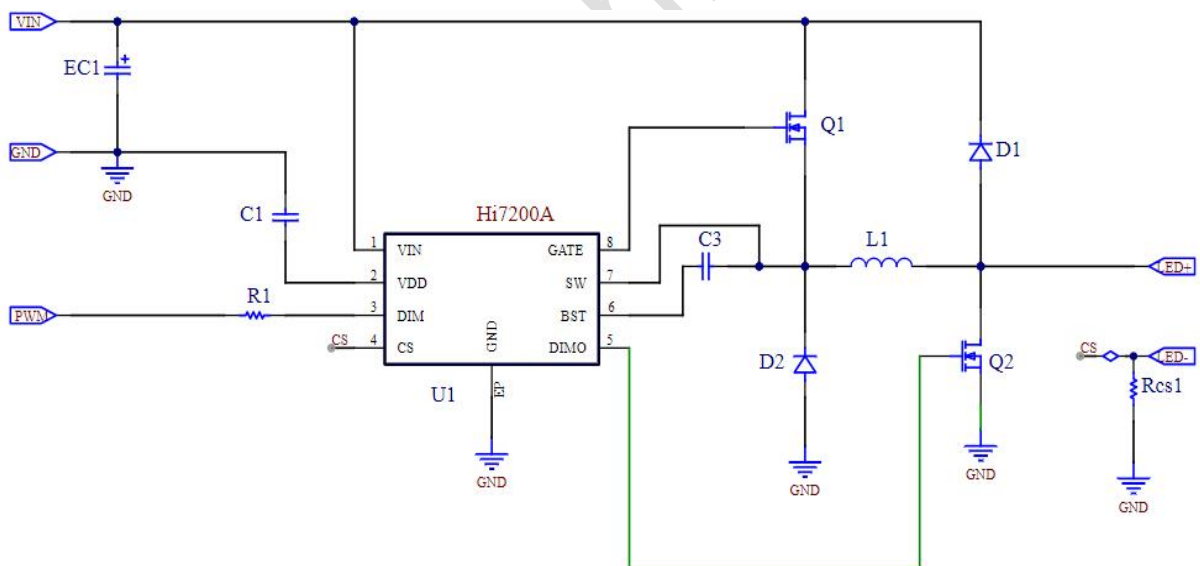 VIN
EC1
GND
GND
C1
Q1
D1
Hi7200A
1 VIN GATE 8
2 VDD SW 7
3 DIM BST 6
4 CS DIMO 5
GND
EP
U1
GND
PWM
R1
CS
C3
L1
LED+
D2
GND
Q2
GND
CS
LED-
Rcs1
GND